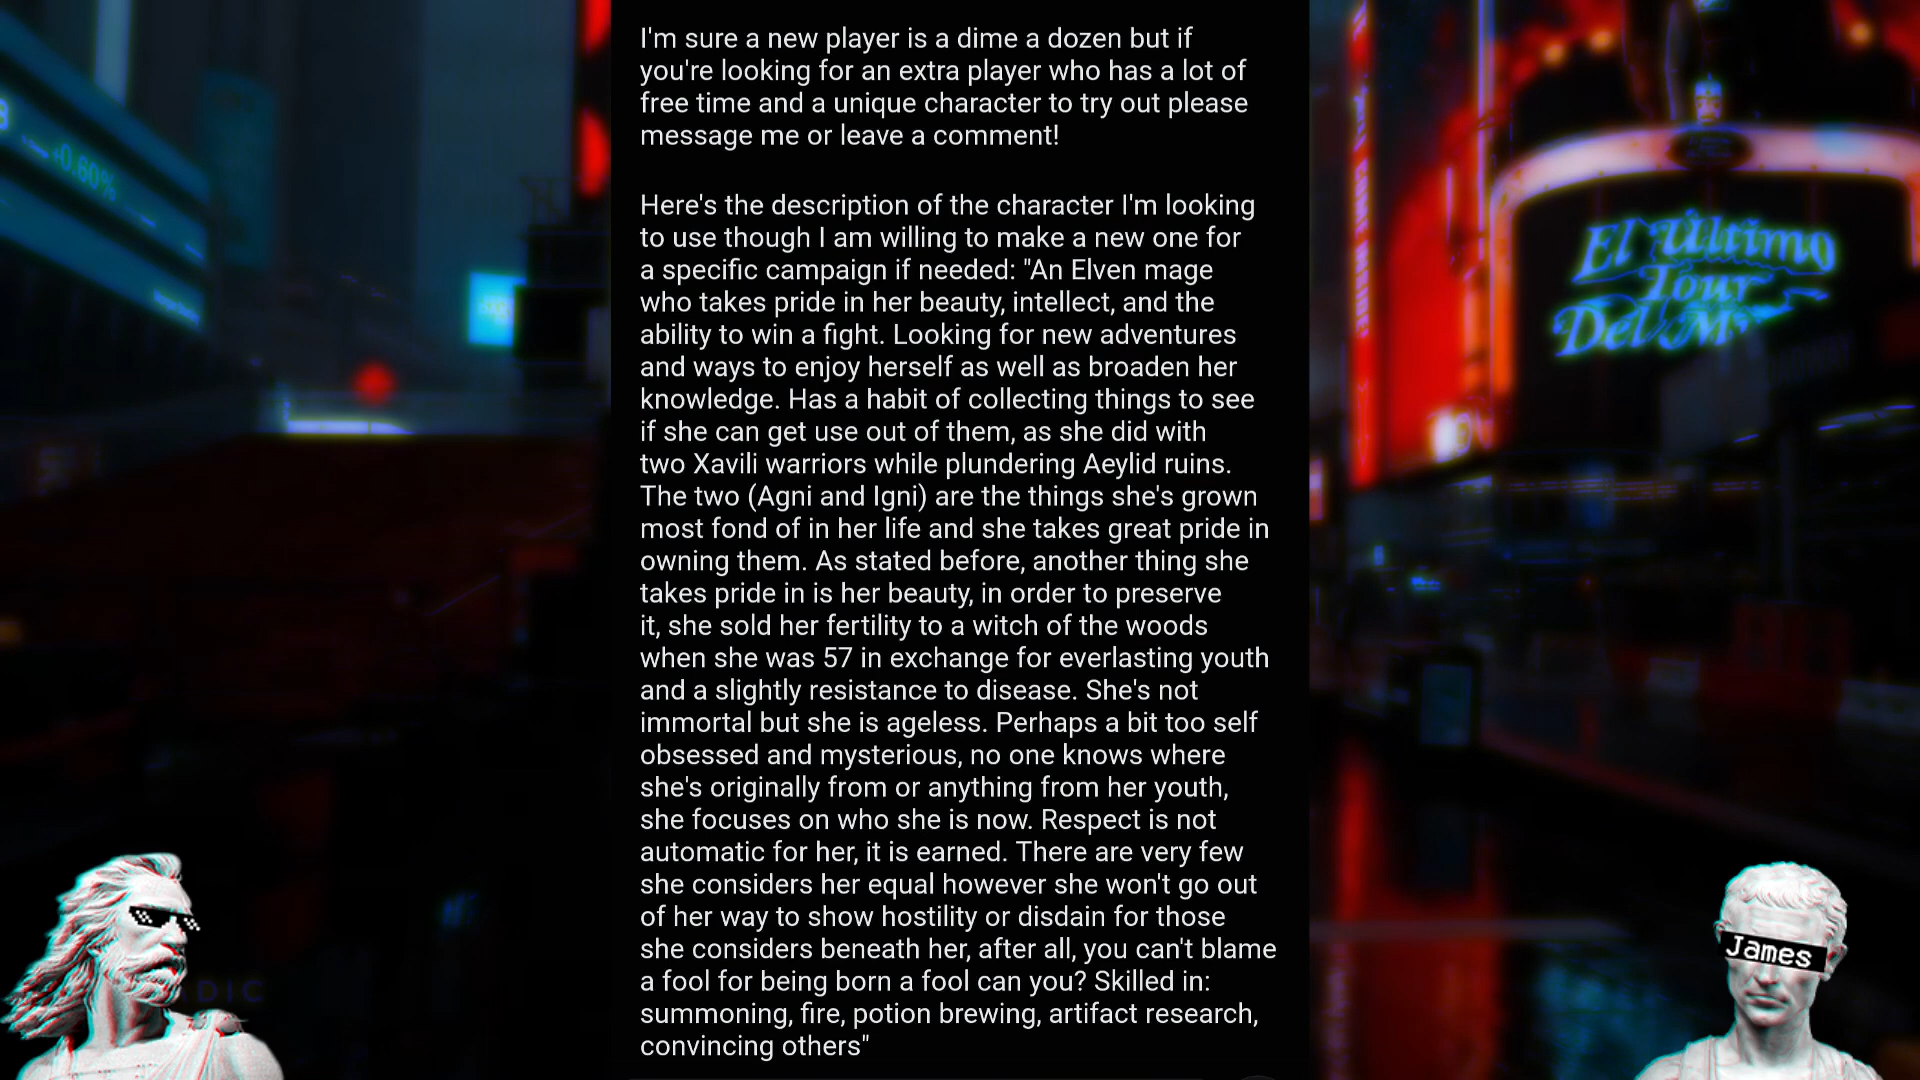 I'm sure a new player is a dime a dozen but if
you're looking for an extra player who has a lot of
free time and a unique character to try out please
message me or leave a comment!
Here's the description of the character I'm looking
to use though I am willing to make a new one for
a specific campaign if needed: "An Elven mage
who takes pride in her beauty, intellect, and the
ability to win a fight. Looking for new adventures
and ways to enjoy herself as well as broaden her
knowledge. Has a habit of collecting things to see
if she can get use out of them, as she did with
two Xavili warriors while plundering Aeylid ruins.
The two (Agni and Igni) are the things she's grown
most fond of in her life and she takes great pride in
owning them. As stated before, another thing she
takes pride in is her beauty, in order to preserve
it, she sold her fertility to a witch of the woods
when she was 57 in exchange for everlasting youth
and a slightly resistance to disease. She's not
immortal but she is ageless. Perhaps a bit too self
obsessed and mysterious, no one knows where
she's originally from or anything from her youth,
she focuses on who she is now. Respect is not
automatic for her, it is earned. There are very few
she considers her equal however she won't go out
of her way to show hostility or disdain for those
she considers beneath her, after all, you can't blame
a fool for being born a fool can you? Skilled in:
summoning, fire, potion brewing, artifact research,
convincing others"
+0.60%
El Último
Tour
Del
James
DIC